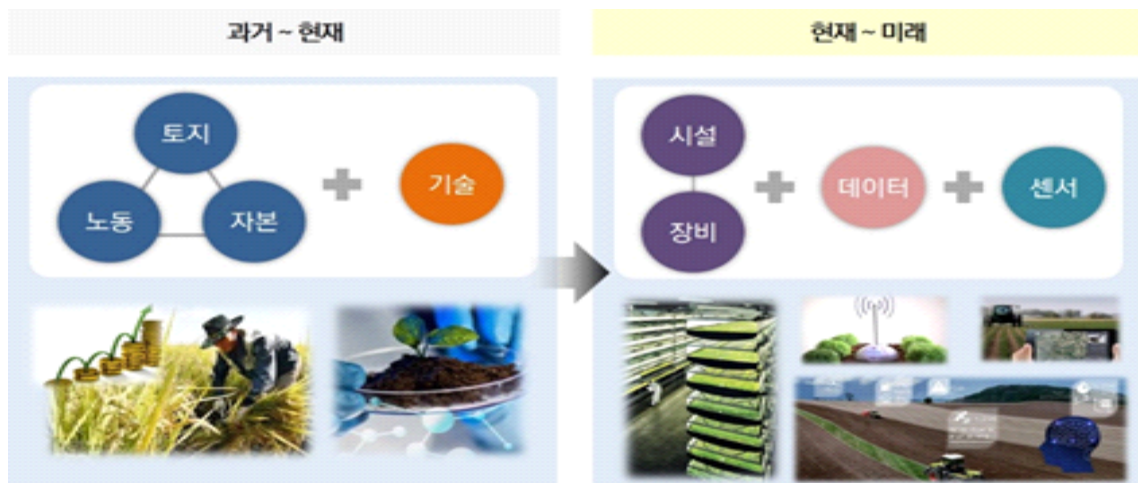 과거 ~ 현재
현재 ~ 미래
토지
노동
자본
기술
시설
장비
데이터
센서